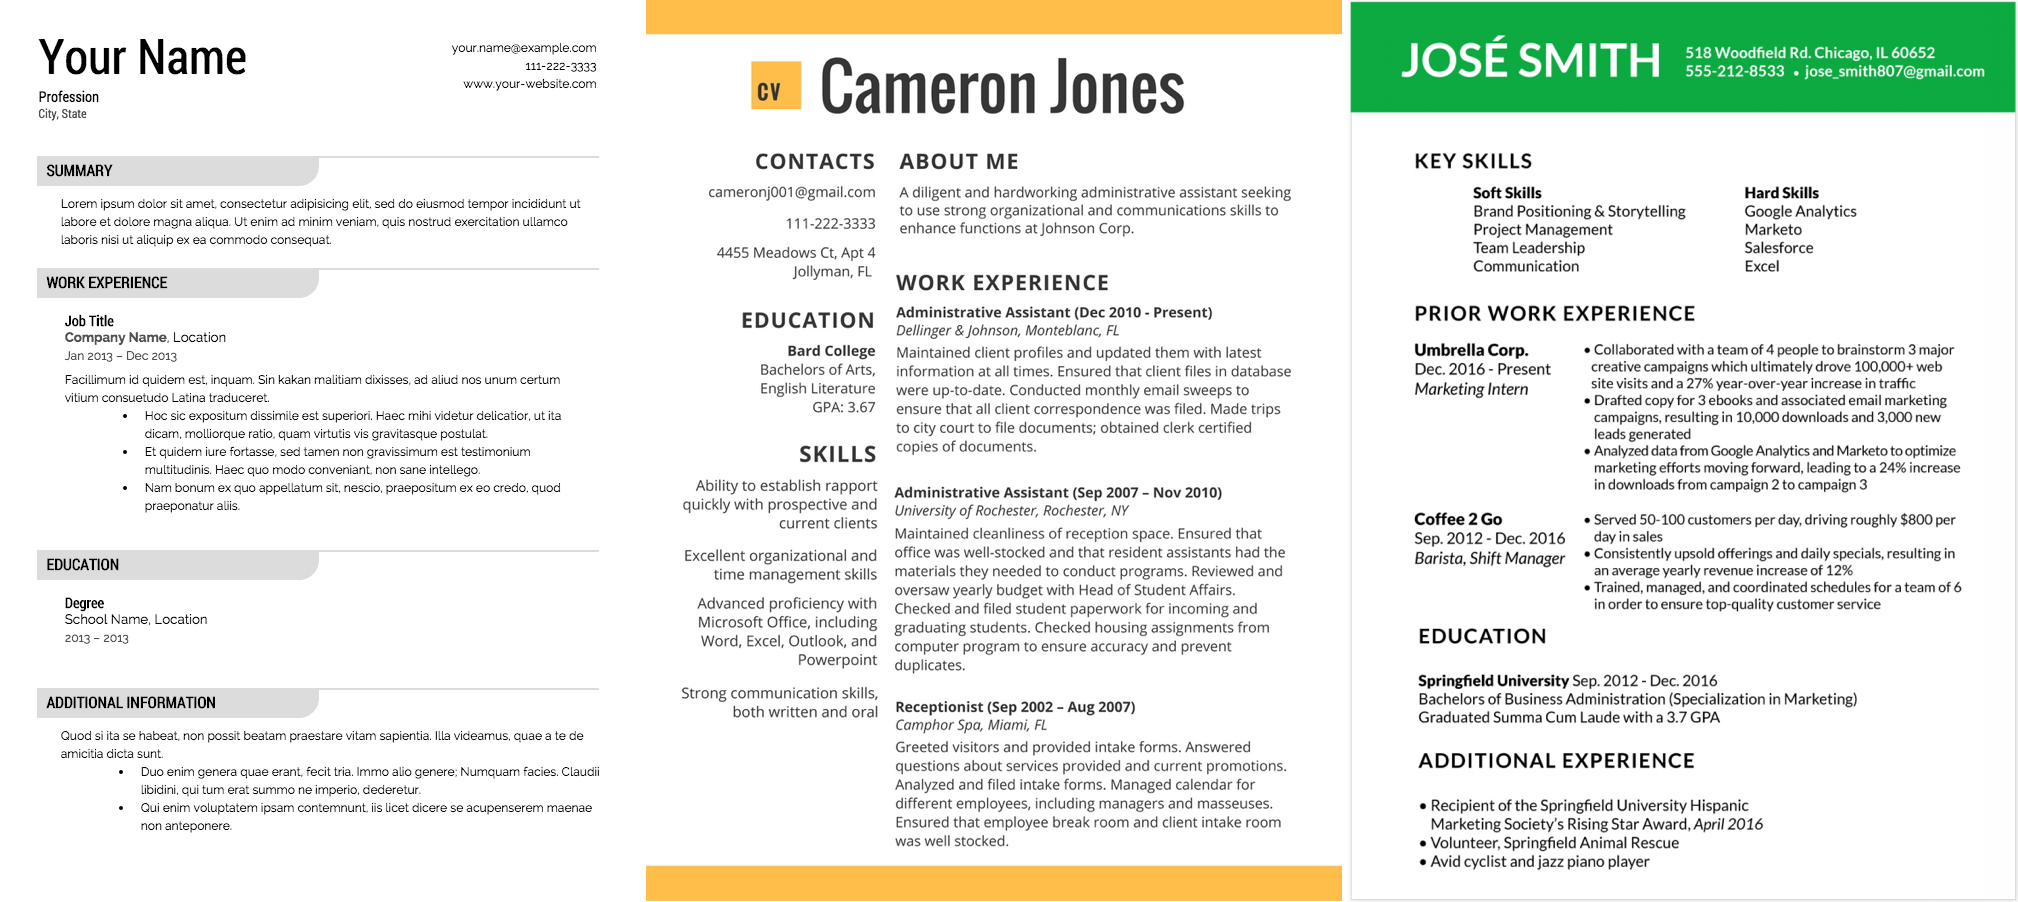 Your Name
Profession
City, State
your.name@example.com
111-222-3333
www.your-website.com
SUMMARY
Lorem ipsum dolor sit amet, consectetur adipisicing elit, sed do eiusmod tempor incididunt ut
labore et dolore magna aliqua. Ut enim ad minim veniam, quis nostrud exercitation ullamco
laboris nisi ut aliquip ex ea commodo consequat.
WORK EXPERIENCE
Job Title
Company Name, Location
Jan 2013 – Dec 2013
Facillimum id quidem est, inquam. Sin kakan malitiam dixisses, ad aliud nos unum certum
vitium consuetudo Latina traduceret.
• Hoc sic expositum dissimile est superiori. Haec mihi videtur delicatior, ut ita
dicam, molliorque ratio, quam virtutis vis gravitasque postulat.
• Et quidem iure fortasse, sed tamen non gravissimum est testimonium
multitudinis. Haec quo modo conveniant, non sane intellego.
• Nam bonum ex quo appellatum sit, nescio, praepositum ex eo credo, quod
praeponatur aliis.
EDUCATION
Degree
School Name, Location
2013 – 2013
ADDITIONAL INFORMATION
Quod si ita se habeat, non possit beatam praestare vitam sapientia. Illa videamus, quae a te de
amicitia dicta sunt.
• Duo enim genera quae erant, fecit tria. Immo alio genere; Numquam facies. Claudii
libidini, qui tum erat summo ne imperio, dederetur.
• Qui enim voluptatem ipsam contemnunt, iis licet dicere se acupenserem maenae
non anteponere.
cv Cameron Jones
CONTACTS
cameronj001@gmail.com
111-222-3333
4455 Meadows Ct, Apt 4
Jollyman, FL
EDUCATION
Bard College
Bachelors of Arts,
English Literature
GPA: 3.67
SKILLS
Ability to establish rapport
quickly with prospective and
current clients
Excellent organizational and
time management skills
Advanced proficiency with
Microsoft Office, including
Word, Excel, Outlook, and
Powerpoint
Strong communication skills,
both written and oral
ABOUT ME
A diligent and hardworking administrative assistant seeking
to use strong organizational and communications skills to
enhance functions at Johnson Corp.
WORK EXPERIENCE
Administrative Assistant (Dec 2010 - Present)
Dellinger & Johnson, Monteblanc, FL
Maintained client profiles and updated them with latest
information at all times. Ensured that client files in database
were up-to-date. Conducted monthly email sweeps to
ensure that all client correspondence was filed. Made trips
to city court to file documents; obtained clerk certified
copies of documents.
Administrative Assistant (Sep 2007 – Nov 2010)
University of Rochester, Rochester, NY
Maintained cleanliness of reception space. Ensured that
office was well-stocked and that resident assistants had the
materials they needed to conduct programs. Reviewed and
oversaw yearly budget with Head of Student Affairs.
Checked and filed student paperwork for incoming and
graduating students. Checked housing assignments from
computer program to ensure accuracy and prevent
duplicates.
Receptionist (Sep 2002 – Aug 2007)
Camphor Spa, Miami, FL
Greeted visitors and provided intake forms. Answered
questions about services provided and current promotions.
Analyzed and filed intake forms. Managed calendar for
different employees, including managers and masseuses.
Ensured that employee break room and client intake room
was well stocked.
JOSÉ SMITH
518 Woodfield Rd. Chicago, IL 60652
555-212-8533 • jose_smith807@gmail.com
KEY SKILLS
Soft Skills
Brand Positioning & Storytelling
Project Management
Team Leadership
Communication
Hard Skills
Google Analytics
Marketo
Salesforce
Excel
PRIOR WORK EXPERIENCE
Umbrella Corp.
Dec. 2016 - Present
Marketing Intern
• Collaborated with a team of 4 people to brainstorm 3 major
creative campaigns which ultimately drove 100,000+ web
site visits and a 27% year-over-year increase in traffic
• Drafted copy for 3 ebooks and associated email marketing
campaigns, resulting in 10,000 downloads and 3,000 new
leads generated
• Analyzed data from Google Analytics and Marketo to optimize
marketing efforts moving forward, leading to a 24% increase
in downloads from campaign 2 to campaign 3
Coffee 2 Go
Sep. 2012 - Dec. 2016
Barista, Shift Manager
• Served 50-100 customers per day, driving roughly $800 per
day in sales
• Consistently upsold offerings and daily specials, resulting in
an average yearly revenue increase of 12%
• Trained, managed, and coordinated schedules for a team of 6
in order to ensure top-quality customer service
EDUCATION
Springfield University Sep. 2012 - Dec. 2016
Bachelors of Business Administration (Specialization in Marketing)
Graduated Summa Cum Laude with a 3.7 GPA
ADDITIONAL EXPERIENCE
• Recipient of the Springfield University Hispanic
Marketing Society's Rising Star Award, April 2016
• Volunteer, Springfield Animal Rescue
• Avid cyclist and jazz piano player